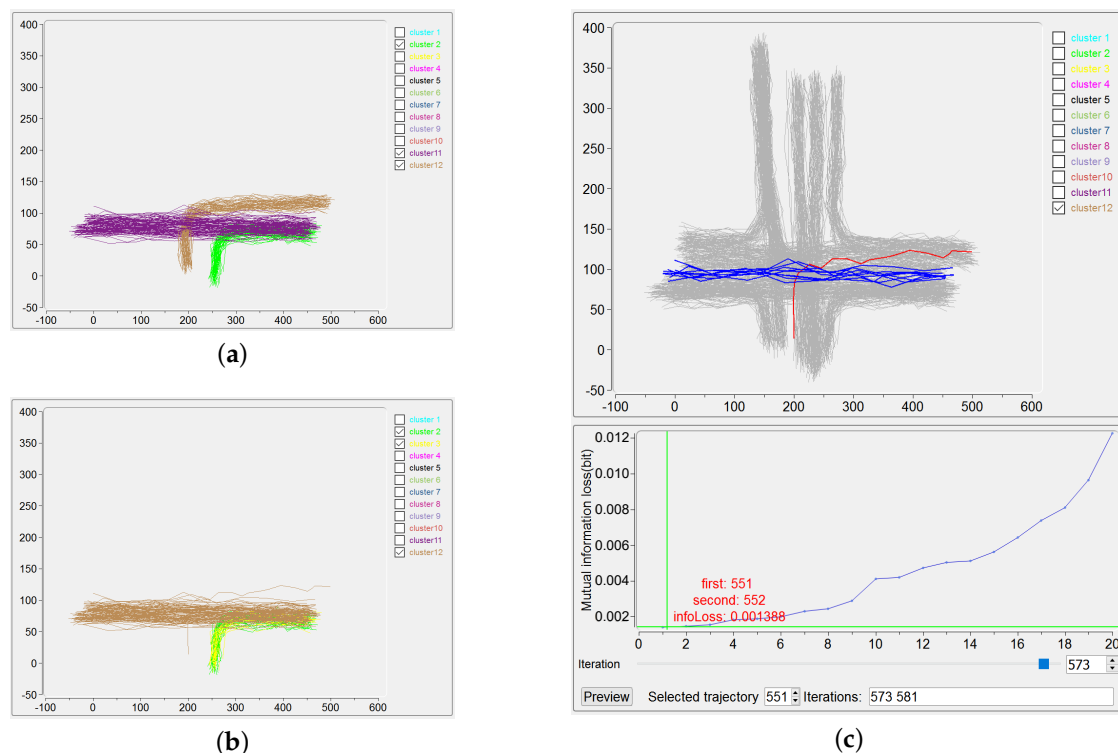 400
350
300
250
200
150
100
50
0
-50
-100 0 100 200 300 400 500 600
cluster 1
cluster 2
cluster 3
cluster 4
cluster 5
cluster 6
cluster 7
cluster 8
cluster 9
cluster10
cluster11
cluster12
(a)
400
350
300
250
200
150
100
50
0
-50
-100 0 100 200 300 400 500 600
cluster 1
cluster 2
cluster 3
cluster 4
cluster 5
cluster 6
cluster 7
cluster 8
cluster 9
cluster10
cluster11
cluster12
(b)
400
350
300
250
200
150
100
50
0
-50
-100 0 100 200 300 400 500 600
cluster 1
cluster 2
cluster 3
cluster 4
cluster 5
cluster 6
cluster 7
cluster 8
cluster 9
cluster10
cluster11
cluster12
Mutual information loss(bit)
0.012
0.010
0.008
0.006
0.004
0.002
first: 551
second: 552
infoLoss: 0.001388
0 2 4 6 8 10 12 14 16 18 20
Iteration 573
Preview Selected trajectory 551 Iterations: 573 581
(c)